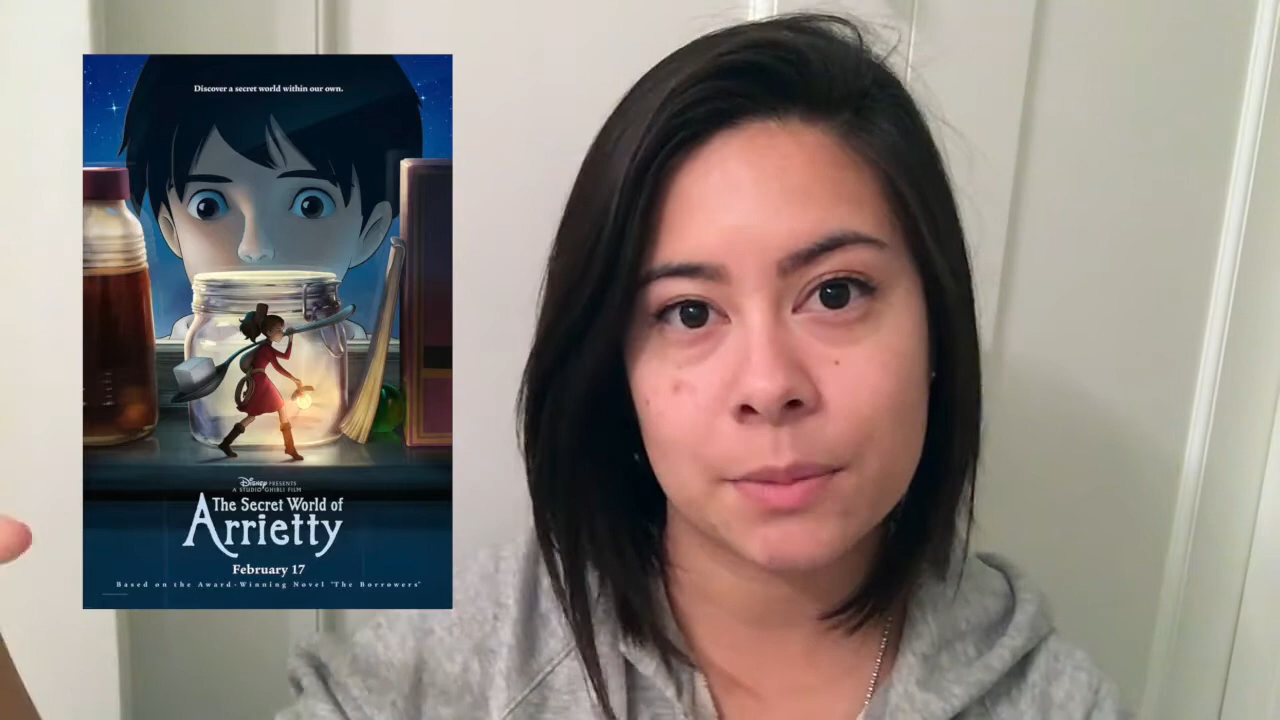 Discover a secret world within our own.
Disney PRESENTS
A STUDIO GHIBLI FILM
The Secret World of
Arrietty
February 17
Based on the Award-Winning Novel "The Borrowers"